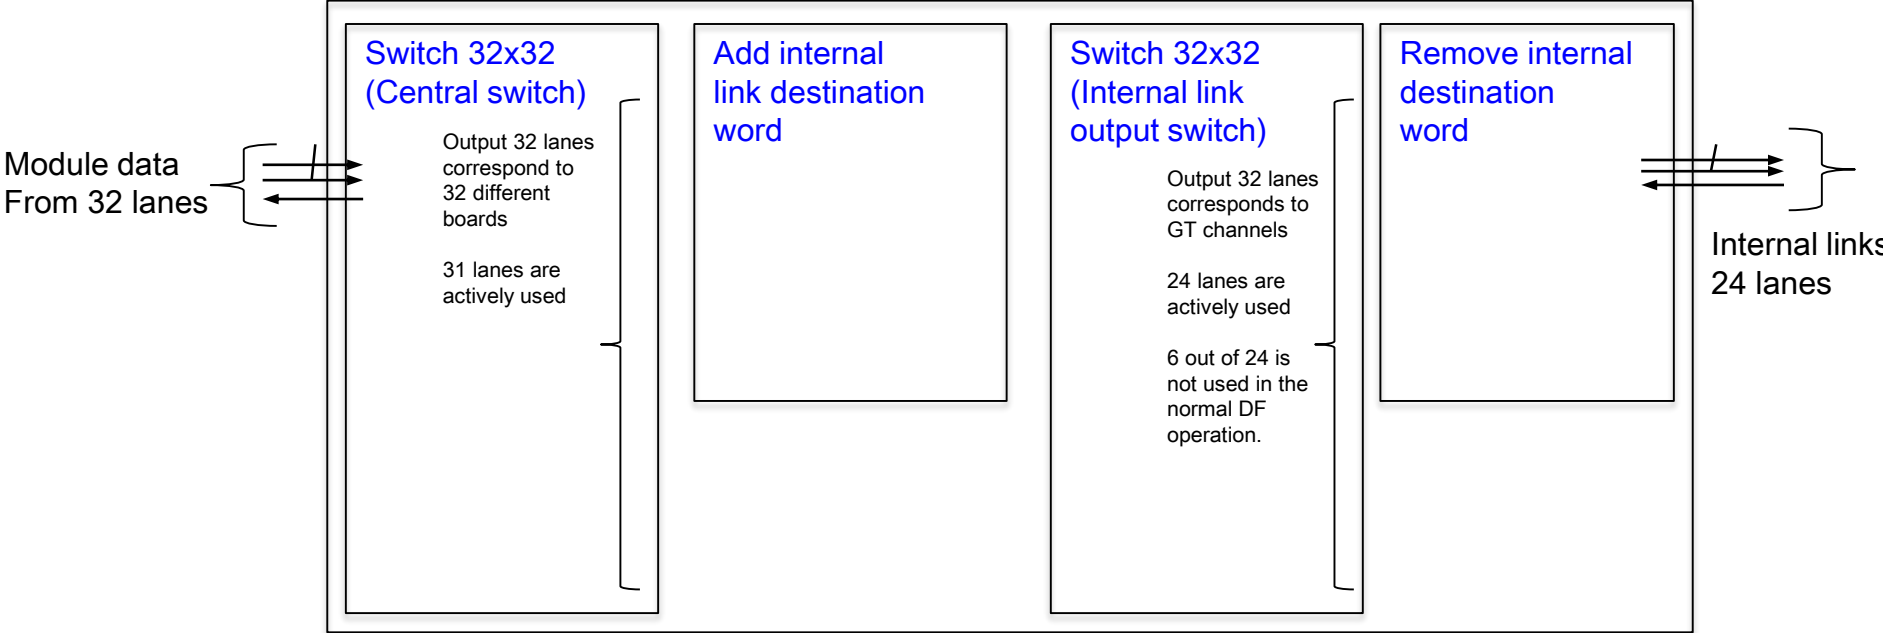 Module data
From 32 lanes
Switch 32x32
(Central switch)
Output 32 lanes
correspond to
32 different
boards
31 lanes are
actively used
Add internal
link destination
word
Switch 32x32
(Internal link
output switch)
Output 32 lanes
corresponds to
GT channels
24 lanes are
actively used
6 out of 24 is
not used in the
normal DF
operation.
Remove internal
destination
word
Internal links
24 lanes